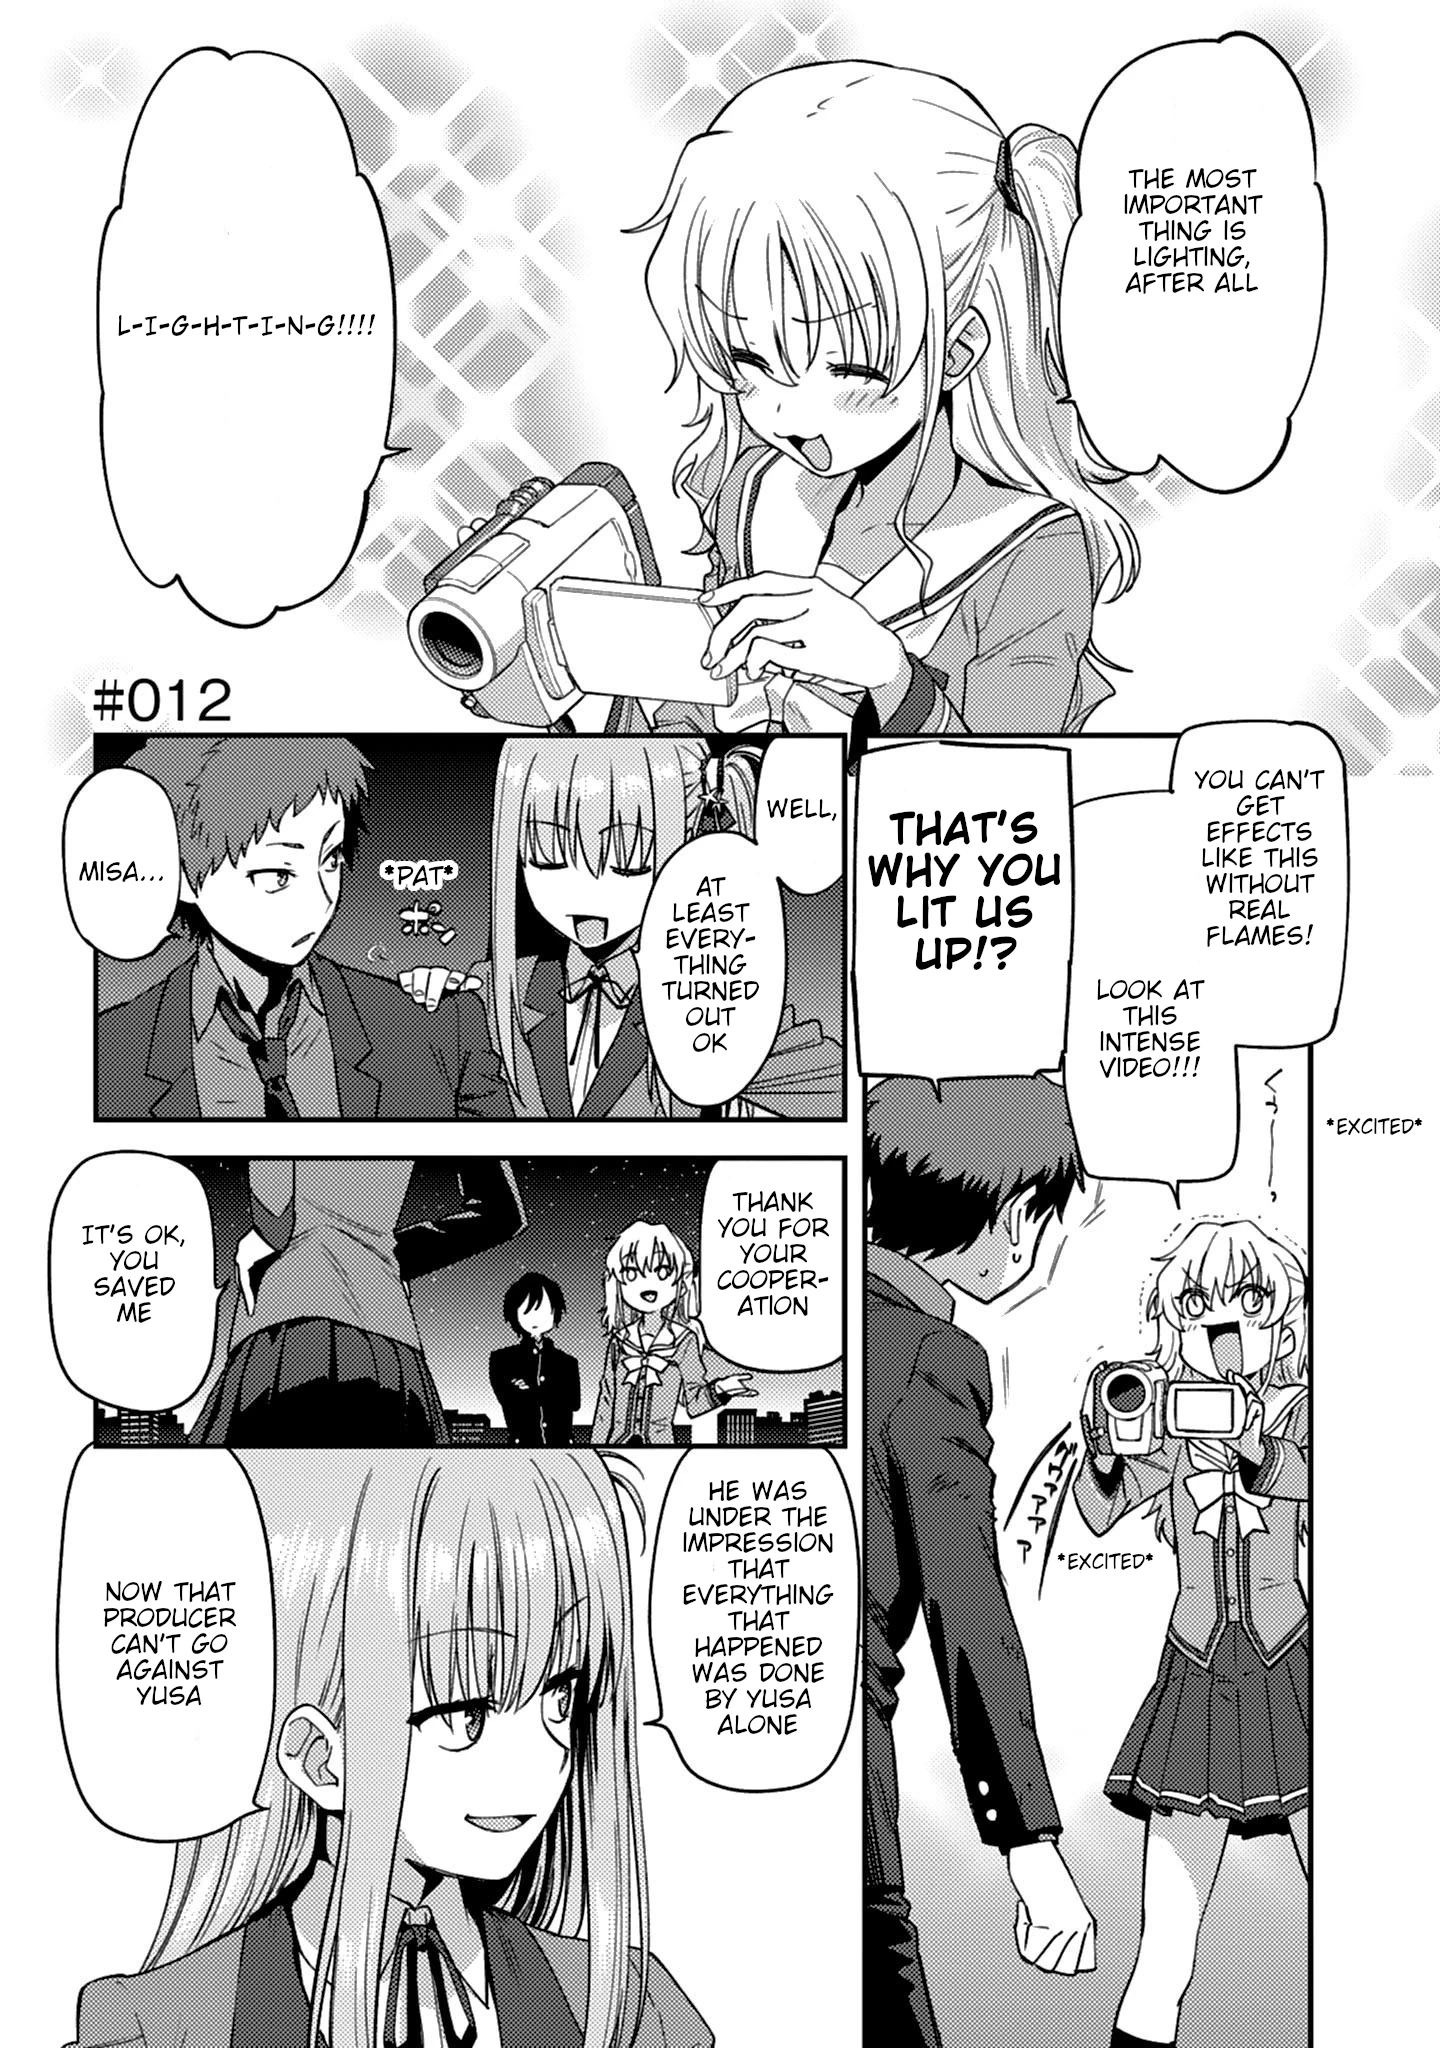 THE MOST
IMPORTANT
THING IS
LIGHTING,
AFTER ALL
L-I-G-H-T-I-N-G!!!!
#012
YOU CAN'T
GET
EFFECTS
LIKE THIS
WITHOUT
REAL
FLAMES!
LOOK AT
THIS
INTENSE
VIDEO!!!
*EXCITED*
THAT'S
WHY YOU
LIT US
UP!?
*EXCITED*
WELL,
AT
LEAST
EVERY-
THING
TURNED
OUT
OK
*PAT*
ポン
MISA...
THANK
YOU FOR
YOUR
COOPER-
ATION
IT'S OK,
YOU
SAVED
ME
HE WAS
UNDER THE
IMPRESSION
THAT
EVERYTHING
THAT
HAPPENED
WAS DONE
BY YUSA
ALONE
NOW THAT
PRODUCER
CAN'T GO
AGAINST
YUSA